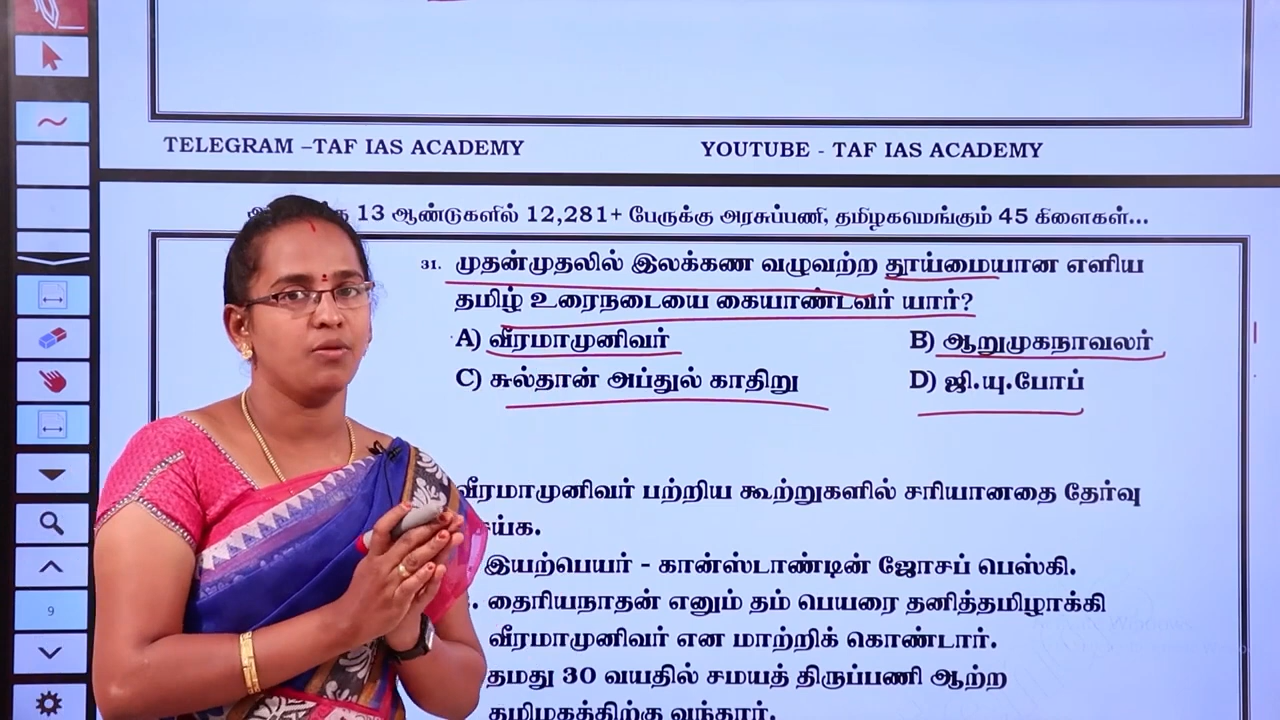 TELEGRAM –TAF IAS ACADEMY YOUTUBE - TAF IAS ACADEMY
13 ஆண்டுகளில் 12,281+ பேருக்கு அரசுப்பணி, தமிழகமெங்கும் 45 கிளைகள்...
31. முதன்முதலில் இலக்கண வழுவற்ற தூய்மையான எளிய
தமிழ் உரைநடையை கையாண்டவர் யார்?
A) வீரமாமுனிவர் B) ஆறுமுகநாவலர்
C) சுல்தான் அப்துல் காதிறு D) ஜி.யு.போப்
வீரமாமுனிவர் பற்றிய கூற்றுகளில் சரியானதை தேர்வு
இயற்பெயர் - கான்ஸ்டாண்டின் ஜோசப் பெஸ்கி.
தைரியநாதன் எனும் தம் பெயரை தனித்தமிழாக்கி
வீரமாமுனிவர் என மாற்றிக் கொண்டார்.
தமது 30 வயதில் சமயத் திருப்பணி ஆற்ற
தமிழகத்திற்கு வந்தார்.
9